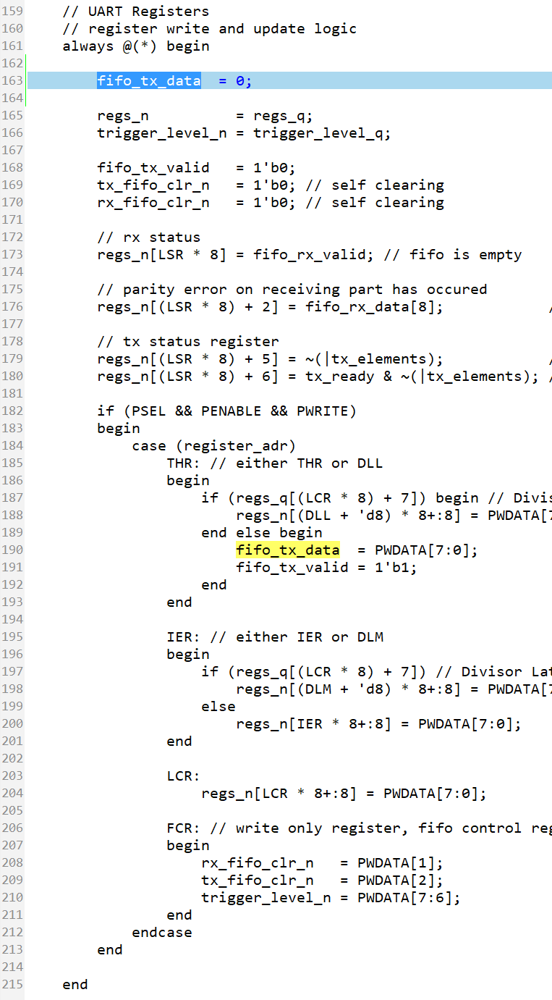 159 // UART Registers
160 // register write and update logic
161 always @(*) begin
162
163 fifo_tx_data  = 0;
164
165 regs_n          = regs_q;
166 trigger_level_n = trigger_level_q;
167
168 fifo_tx_valid   = 1'b0;
169 tx_fifo_clr_n   = 1'b0; // self clearing
170 rx_fifo_clr_n   = 1'b0; // self clearing
171
172 // rx status
173 regs_n[LSR * 8] = fifo_rx_valid; // fifo is empty
174
175 // parity error on receiving part has occured
176 regs_n[(LSR * 8) + 2] = fifo_rx_data[8]; /
177
178 // tx status register
179 regs_n[(LSR * 8) + 5] = ~(|tx_elements); /
180 regs_n[(LSR * 8) + 6] = tx_ready & ~(|tx_elements); /
181
182 if (PSEL && PENABLE && PWRITE)
183 begin
184 case (register_adr)
185 THR: // either THR or DLL
186 begin
187 if (regs_q[(LCR * 8) + 7]) begin // Divis
188 regs_n[(DLL + 'd8) * 8+:8] = PWDATA[7
189 end else begin
190 fifo_tx_data  = PWDATA[7:0];
191 fifo_tx_valid = 1'b1;
192 end
193 end
194
195 IER: // either IER or DLM
196 begin
197 if (regs_q[(LCR * 8) + 7]) // Divisor Lat
198 regs_n[(DLM + 'd8) * 8+:8] = PWDATA[7
199 else
200 regs_n[IER * 8+:8] = PWDATA[7:0];
201 end
202
203 LCR:
204 regs_n[LCR * 8+:8] = PWDATA[7:0];
205
206 FCR: // write only register, fifo control reg
207 begin
208 rx_fifo_clr_n   = PWDATA[1];
209 tx_fifo_clr_n   = PWDATA[2];
210 trigger_level_n = PWDATA[7:6];
211 end
212 endcase
213 end
214
215 end